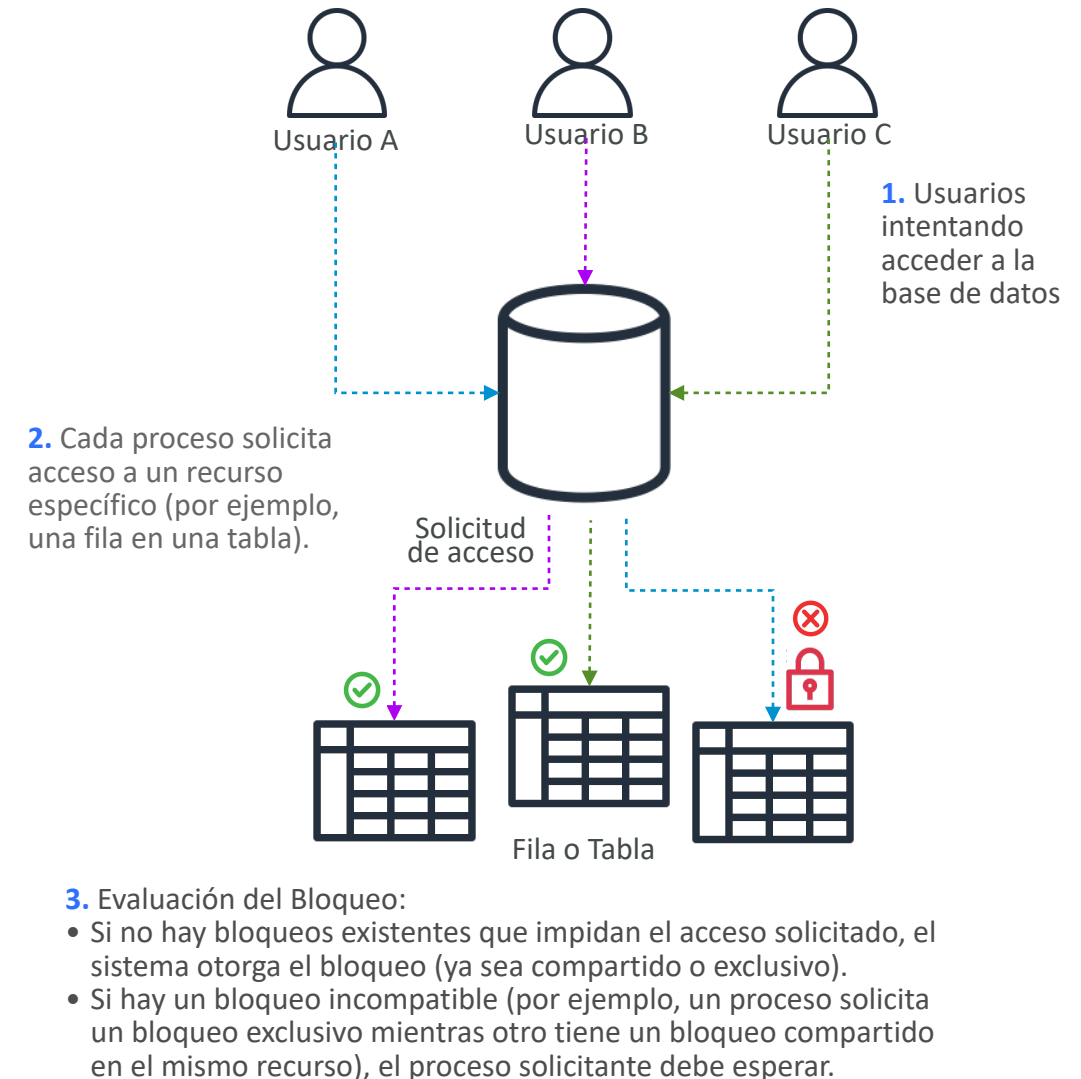 Usuario A
Usuario B
Usuario C
1. Usuarios
intentando
acceder a la
base de datos
2. Cada proceso solicita
acceso a un recurso
específico (por ejemplo,
una fila en una tabla).
Solicitud
de acceso
Fila o Tabla
3. Evaluación del Bloqueo:
• Si no hay bloqueos existentes que impidan el acceso solicitado, el
sistema otorga el bloqueo (ya sea compartido o exclusivo).
• Si hay un bloqueo incompatible (por ejemplo, un proceso solicita
un bloqueo exclusivo mientras otro tiene un bloqueo compartido
en el mismo recurso), el proceso solicitante debe esperar.